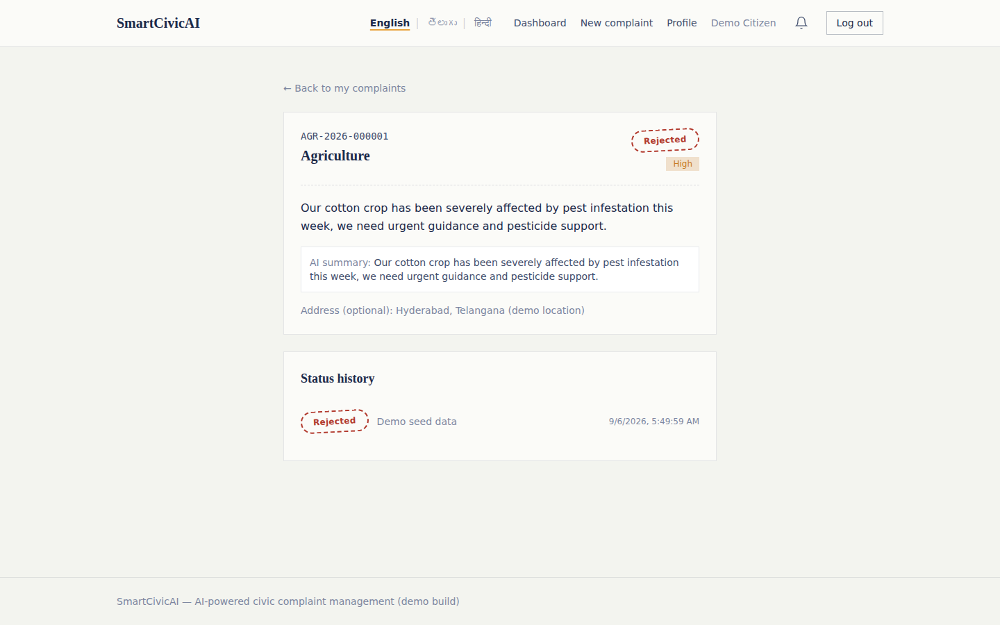 SmartCivicAI
English | తెలుగు | हिन्दी Dashboard New complaint Profile Demo Citizen Log out
← Back to my complaints
AGR-2026-000001
Rejected
Agriculture
High
Our cotton crop has been severely affected by pest infestation this
week, we need urgent guidance and pesticide support.
AI summary: Our cotton crop has been severely affected by pest infestation
this week, we need urgent guidance and pesticide support.
Address (optional): Hyderabad, Telangana (demo location)
Status history
Rejected Demo seed data 9/6/2026, 5:49:59 AM
SmartCivicAI — AI-powered civic complaint management (demo build)